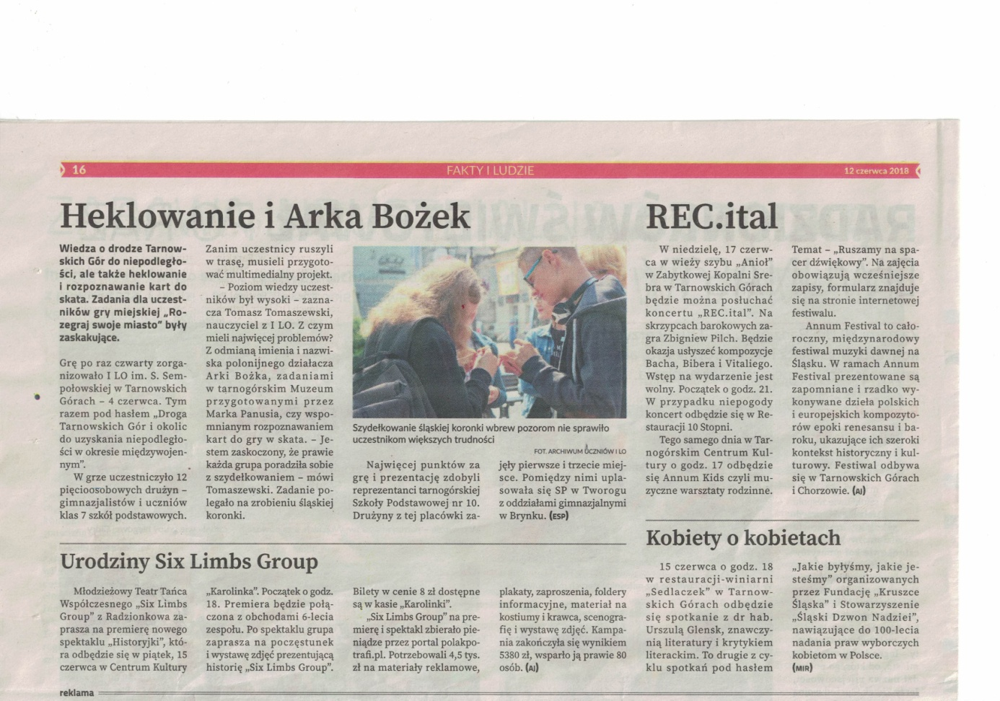 16
FAKTY I LUDZIE
12 czerwca 2018
Heklowanie i Arka Bożek
Wiedza o drodze Tarnow-
skich Gór do niepodległo-
ści, ale także heklowanie
i rozpoznawanie kart do
skata. Zadania dla uczest-
ników gry miejskiej „Ro-
zegraj swoje miasto” były
zaskakujące.
Grę po raz czwarty zorga-
nizowało I LO im. S. Sem-
połowskiej w Tarnowskich
Górach – 4 czerwca. Tym
razem pod hasłem „Droga
Tarnowskich Gór i okolic
do uzyskania niepodległo-
ści w okresie międzywojen-
nym”.
W grze uczestniczyło 12
pięcioosobowych drużyn –
gimnazjalistów i uczniów
klas 7 szkół podstawowych.
Zanim uczestnicy ruszyli
w trasę, musieli przygoto-
wać multimedialny projekt.
– Poziom wiedzy uczest-
ników był wysoki – zazna-
cza Tomasz Tomaszewski,
nauczyciel z I LO. Z czym
mieli najwięcej problemów?
Z odmianą imienia i nazwi-
ska polonijnego działacza
Arki Bożka, zadaniami
w tarnogórskim Muzeum
przygotowanymi przez
Marka Panusia, czy wspo-
mnianym rozpoznawaniem
kart do gry w skata. – Je-
stem zaskoczony, że prawie
każda grupa poradziła sobie
z szydełkowaniem – mówi
Tomaszewski. Zadanie po-
legało na zrobieniu śląskiej
koronki.
Szydełkowanie śląskiej koronki wbrew pozorom nie sprawiło
uczestnikom większych trudności
FOT. ARCHIWUM UCZNIÓW I LO
Najwięcej punktów za
grę i prezentację zdobyli
reprezentanci tarnogórskiej
Szkoły Podstawowej nr 10.
Drużyny z tej placówki za-
jęły pierwsze i trzecie miej-
sce. Pomiędzy nimi upla-
sowała się SP w Tworogu
z oddziałami gimnazjalnymi
w Brynku. (ESP)
REC.ital
W niedzielę, 17 czerw-
ca w wieży szybu „Anioł”
w Zabytkowej Kopalni Sre-
bra w Tarnowskich Górach
będzie można posłuchać
koncertu „REC.ital”. Na
skrzypcach barokowych za-
gra Zbigniew Pilch. Będzie
okazja usłyszeć kompozycje
Bacha, Bibera i Vitaliego.
Wstęp na wydarzenie jest
wolny. Początek o godz. 21.
W przypadku niepogody
koncert odbędzie się w Re-
stauracji 10 Stopni.
Tego samego dnia w Tar-
nogórskim Centrum Kul-
tury o godz. 17 odbędzie
się Annum Kids czyli mu-
zyczne warsztaty rodzinne.
Temat – „Ruszamy na spa-
cer dźwiękowy”. Na zajęcia
obowiązują wcześniejsze
zapisy, formularz znajduje
się na stronie internetowej
festiwalu.
Annum Festival to cało-
roczny, międzynarodowy
festiwal muzyki dawnej na
Śląsku. W ramach Annum
Festival prezentowane są
zapomniane i rzadko wy-
konywane dzieła polskich
i europejskich kompozyto-
rów epoki renesansu i ba-
roku, ukazujące ich szeroki
kontekst historyczny i kul-
turowy. Festiwal odbywa
się w Tarnowskich Górach
i Chorzowie. (AJ)
Urodziny Six Limbs Group
Młodzieżowy Teatr Tańca
Współczesnego „Six Limbs
Group” z Radzionkowa za-
prasza na premierę nowego
spektaklu „Historyjki”, któ-
ra odbędzie się w piątek, 15
czerwca w Centrum Kultury
„Karolinka”. Początek o godz.
18. Premiera będzie połą-
czona z obchodami 6-lecia
zespołu. Po spektaklu grupa
zaprasza na poczęstunek
i wystawę zdjęć prezentującą
historię „Six Limbs Group”.
Bilety w cenie 8 zł dostępne
są w kasie „Karolinki”.
„Six Limbs Group” na pre-
mierę i spektakl zbierało pie-
niądze przez portal polakpo-
trafi.pl. Potrzebowali 4,5 tys.
zł na materiały reklamowe,
plakaty, zaproszenia, foldery
informacyjne, materiał na
kostiumy i krawca, scenogra-
fię i wystawę zdjęć. Kampa-
nia zakończyła się wynikiem
5380 zł, wsparło ją prawie 80
osób. (AJ)
Kobiety o kobietach
15 czerwca o godz. 18
w restauracji-winiarni
„Sedlaczek” w Tarnow-
skich Górach odbędzie
się spotkanie z dr hab.
Urszulą Glensk, znawczy-
nią literatury i krytykiem
literackim. To drugie z cy-
klu spotkań pod hasłem
„Jakie byłyśmy, jakie je-
steśmy” organizowanych
przez Fundację „Kruszce
Śląska” i Stowarzyszenie
„Śląski Dzwon Nadziei”,
nawiązujące do 100-lecia
nadania praw wyborczych
kobietom w Polsce.
(MIR)
reklama